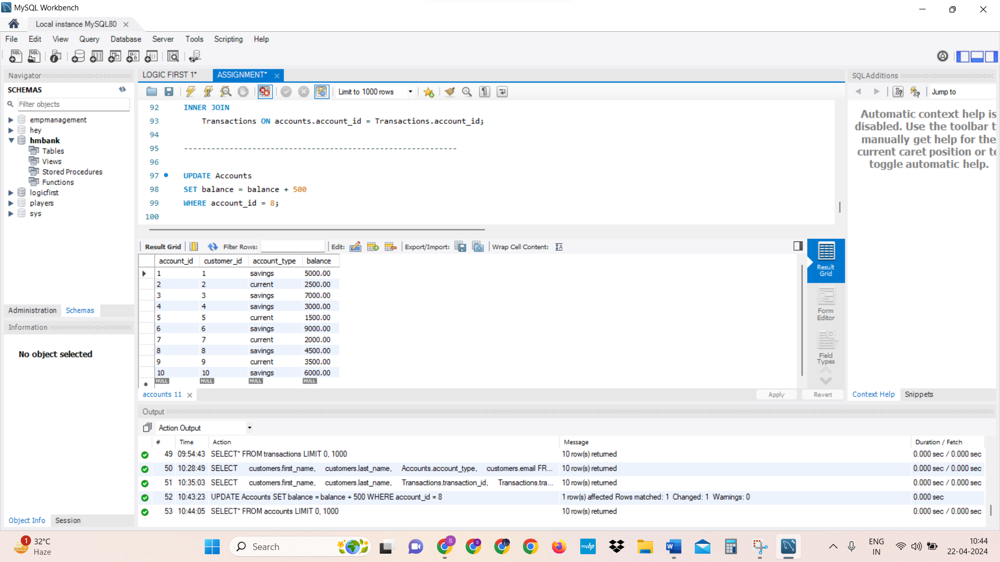 MySQL Workbench
Local instance MySQL80
File Edit View Query Database Server Tools Scripting Help
Navigator
SCHEMAS
Filter objects
empmanagement
hey
hmbank
Tables
Views
Stored Procedures
Functions
logicfirst
players
sys
Administration Schemas
Information
No object selected
Object Info Session
LOGIC FIRST 1* ASSIGNMENT*
Limit to 1000 rows
92 INNER JOIN
93 Transactions ON accounts.account_id = Transactions.account_id;
94
95 ------------------------------------------------------------
96
97 UPDATE Accounts
98 SET balance = balance + 500
99 WHERE account_id = 8;
100
Result Grid Filter Rows: Edit: Export/Import: Wrap Cell Content: IA
account_id customer_id account_type balance
1 1 savings 5000.00
2 2 current 2500.00
3 3 savings 7000.00
4 4 savings 3000.00
5 5 current 1500.00
6 6 savings 9000.00
7 7 current 2000.00
8 8 savings 4500.00
9 9 current 3500.00
10 10 savings 6000.00
NULL NULL NULL NULL
accounts 11
Apply Revert
Result
Grid
Form
Editor
Field
Types
SQLAdditions
Jump to
Automatic context help is
disabled. Use the toolbar t
manually get help for the
current caret position or to
toggle automatic help.
Context Help Snippets
Output
Action Output
# Time Action Message Duration / Fetch
49 09:54:43 SELECT* FROM transactions LIMIT 0, 1000 10 row(s) returned 0.000 sec / 0.000 sec
50 10:28:49 SELECT customers.first_name, customers.last_name, Accounts.account_type, customers.email FR... 10 row(s) returned 0.000 sec / 0.000 sec
51 10:35:03 SELECT customers.first_name, customers.last_name, Transactions.transaction_id, Transactions.tra... 10 row(s) returned 0.000 sec / 0.000 sec
52 10:43:23 UPDATE Accounts SET balance = balance + 500 WHERE account_id = 8 1 row(s) affected Rows matched: 1 Changed: 1 Warnings: 0 0.000 sec
53 10:44:05 SELECT* FROM accounts LIMIT 0, 1000 10 row(s) returned 0.000 sec / 0.000 sec
1
32°C
Haze
Search
S
S
myhp
W
ENG
IN
10:44
22-04-2024